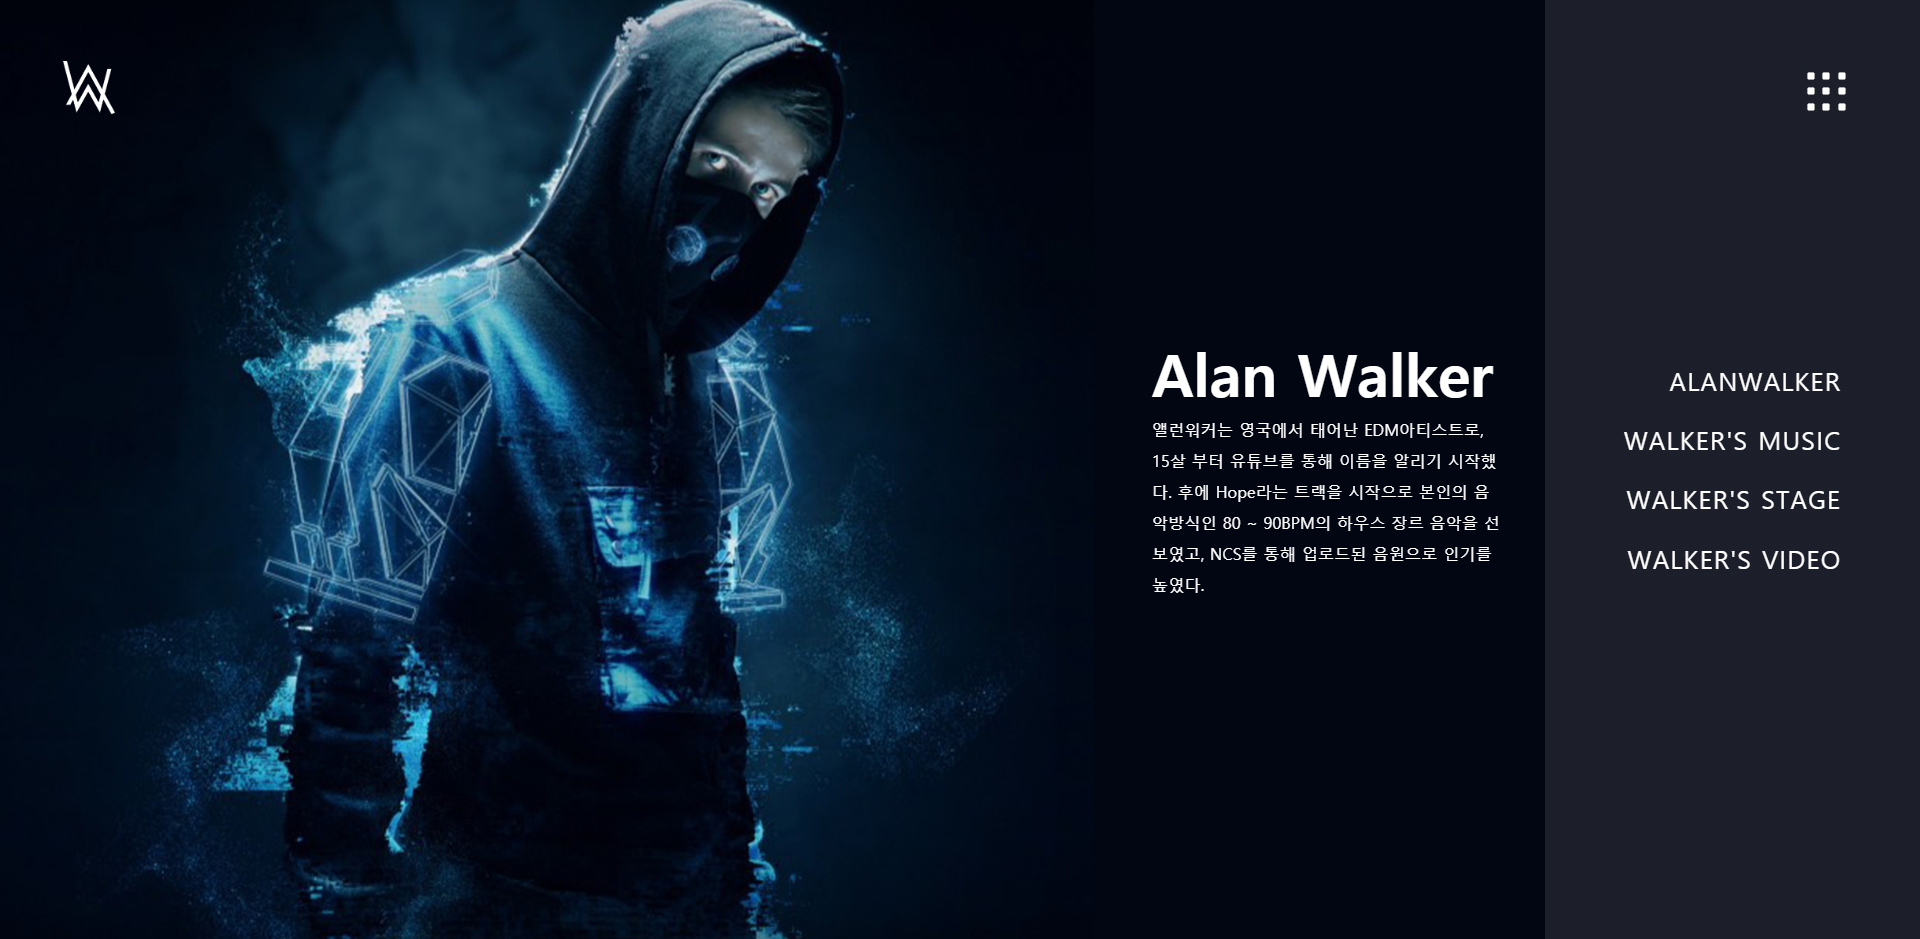 Alan Walker
앨런워커는 영국에서 태어난 EDM아티스트로,
15살 부터 유튜브를 통해 이름을 알리기 시작했
다. 후에 Hope라는 트랙을 시작으로 본인의 음
악방식인 80 ~ 90BPM의 하우스 장르 음악을 선
보였고, NCS를 통해 업로드된 음원으로 인기를
높였다.
ALANWALKER
WALKER'S MUSIC
WALKER'S STAGE
WALKER'S VIDEO